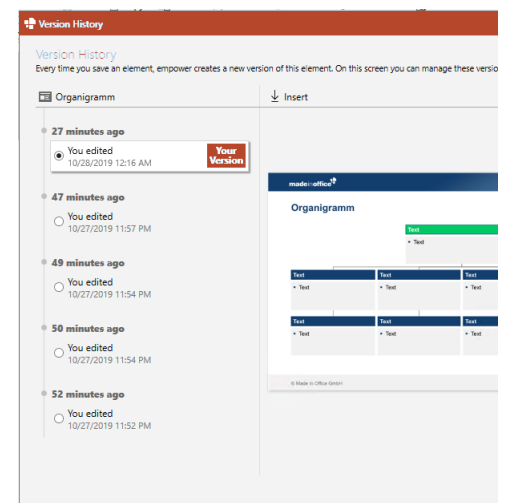 Version History
Version History
Every time you save an element, empower creates a new version of this element. On this screen you can manage these versio
Organigramm
Insert
27 minutes ago
You edited
10/28/2019 12:16 AM
Your
Version
47 minutes ago
You edited
10/27/2019 11:57 PM
49 minutes ago
You edited
10/27/2019 11:54 PM
50 minutes ago
You edited
10/27/2019 11:54 PM
52 minutes ago
You edited
10/27/2019 11:52 PM
madeinoffice
Organigramm
Text
• Text
Text Text Text
• Text • Text • Text
Text Text Text
• Text • Text • Text
© Made in Office GmbH